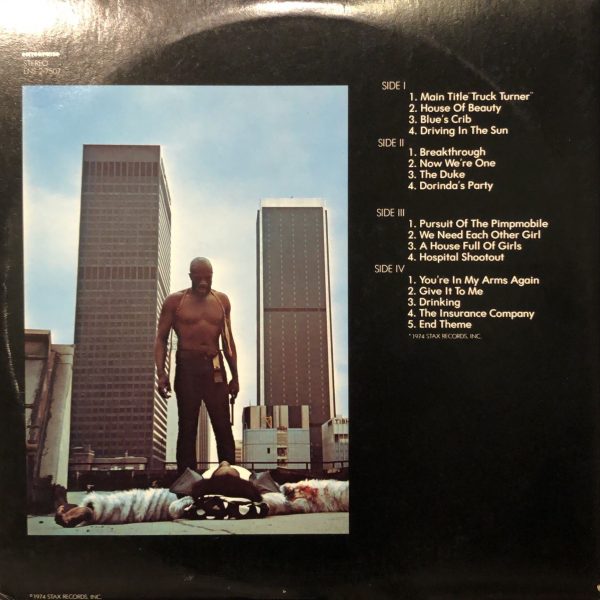 STEREO
ENS 2-7507
SIDE I
1. Main Title"Truck Turner"
2. House Of Beauty
3. Blue's Crib
4. Driving In The Sun
SIDE II
1. Breakthrough
2. Now We're One
3. The Duke
4. Dorinda's Party
SIDE III
1. Pursuit Of The Pimpmobile
2. We Need Each Other Girl
3. A House Full Of Girls
4. Hospital Shootout
SIDE IV
1. You're In My Arms Again
2. Give It To Me
3. Drinking
4. The Insurance Company
5. End Theme
©1974 STAX RECORDS, INC.
℗1974 STAX RECORDS, INC.